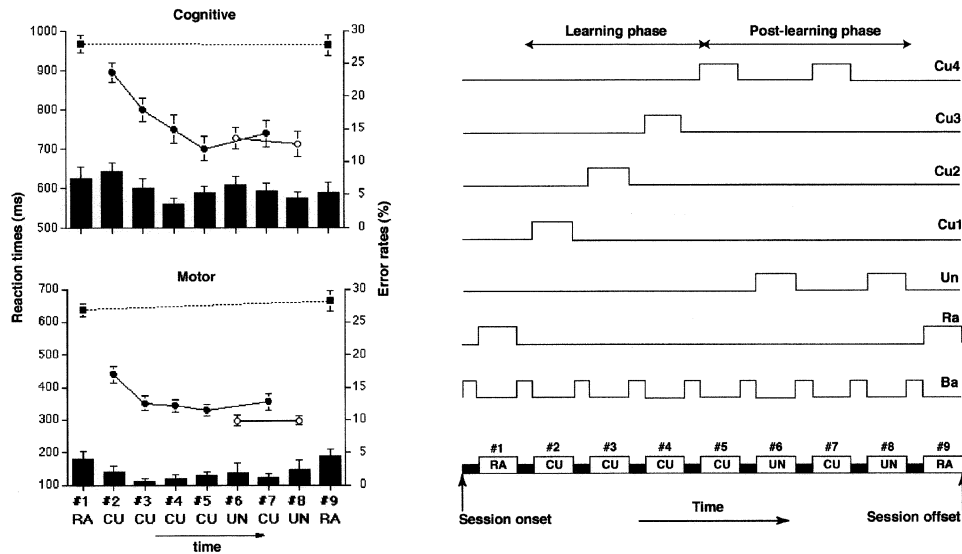 Cognitive
1000
900
800
700
600
500
30
25
20
15
10
5
0
Reaction times (ms)
Error rates (%)
Motor
700
600
500
400
300
200
100
30
25
20
15
10
5
0
#1 #2 #3 #4 #5 #6 #7 #8 #9
RA CU CU CU CU UN CU UN RA
time
Learning phase Post-learning phase
Cu4
Cu3
Cu2
Cu1
Un
Ra
Ba
#1 #2 #3 #4 #5 #6 #7 #8 #9
RA CU CU CU CU UN CU UN RA
Session onset Time Session offset